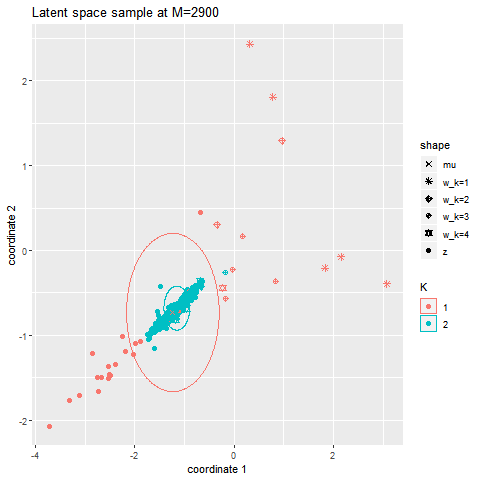 Latent space sample at M=2900
coordinate 2
2
1
0
-1
-2
-4
-2
0
2
coordinate 1
shape
mu
w_k=1
w_k=2
w_k=3
w_k=4
z
K
1
2